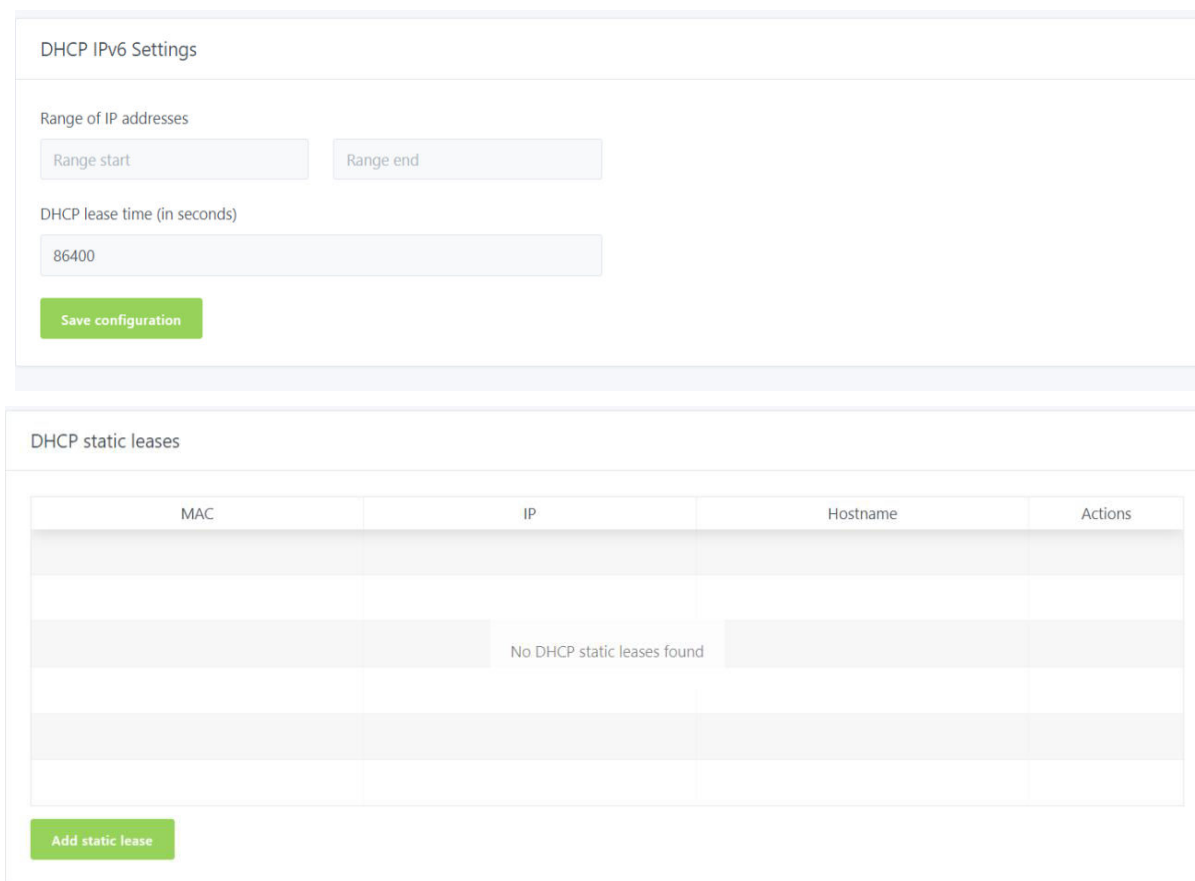 DHCP IPv6 Settings
Range of IP addresses
Range start Range end
DHCP lease time (in seconds)
86400
Save configuration
DHCP static leases
MAC IP Hostname Actions
No DHCP static leases found
Add static lease